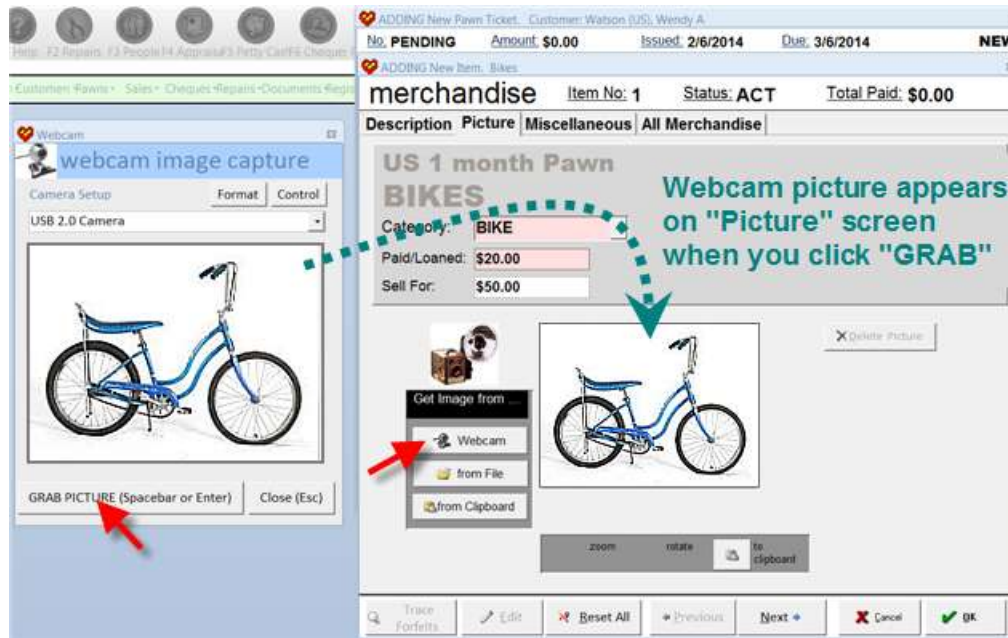 Help F2 Repairs F3 People F4 Appraisal F5 Petty Cash F6 Cheques
Customers Pawns Sales Cheques Repairs Documents
Webcam
webcam image capture
Camera Setup
Format
Control
USB 2.0 Camera
GRAB PICTURE (Spacebar or Enter)
Close (Esc)
ADDING New Pawn Ticket. Customer: Watson (US), Wendy A
No: PENDING Amount: $0.00 Issued: 2/6/2014 Due: 3/6/2014 NEW
ADDING New Item. Bikes
merchandise Item No: 1 Status: ACT Total Paid: $0.00
Description Picture Miscellaneous All Merchandise
US 1 month Pawn
BIKES
Category: BIKE
Paid/Loaned: $20.00
Sell For: $50.00
Webcam picture appears
on "Picture" screen
when you click "GRAB"
Delete Picture
Get Image from ...
Webcam
from File
from Clipboard
zoom rotate to
clipboard
Trace
Forfeits
Edit
Reset All
Previous
Next
Cancel
OK